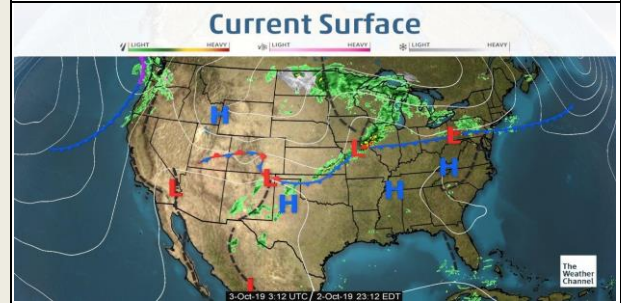 Current Surface
LIGHT HEAVY LIGHT HEAVY LIGHT HEAVY
H
L
L
L
H
L
H
H
L
L
The
Weather
Channel
3-Oct-19 3:12 UTC / 2-Oct-19 23:12 EDT